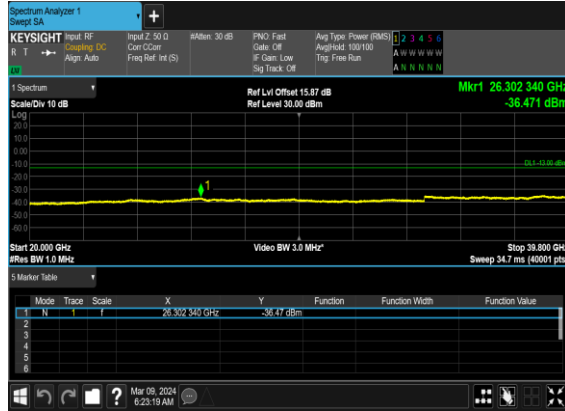 Spectrum Analyzer 1
Swept SA
KEYSIGHT Input: RF Input Z: 50 Ω #Atten: 30 dB PNO: Fast Avg Type: Power (RMS) 1 2 3 4 5 6
R T Coupling: DC Corr CCorr Gate: Off Avg|Hold: 100/100 A W W W W W
Align: Auto Freq Ref: Int (S) IF Gain: Low Trig: Free Run
Sig Track: Off A N N N N N
1 Spectrum
Scale/Div 10 dB
Ref Lvl Offset 15.87 dB
Ref Level 30.00 dBm
Mkr1 26.302 340 GHz
-36.471 dBm
Log
20.0
10.0
0.00
-10.0
DL1 -13.00 dBm
-20.0
-30.0
1
-40.0
-50.0
-60.0
Start 20.000 GHz Video BW 3.0 MHz* Stop 39.800 GHz
#Res BW 1.0 MHz Sweep 34.7 ms (40001 pts)
5 Marker Table
Mode Trace Scale X Y Function Function Width Function Value
1 N 1 f 26.302 340 GHz -36.47 dBm
2
3
4
5
6
? Mar 09, 2024
6:23:19 AM